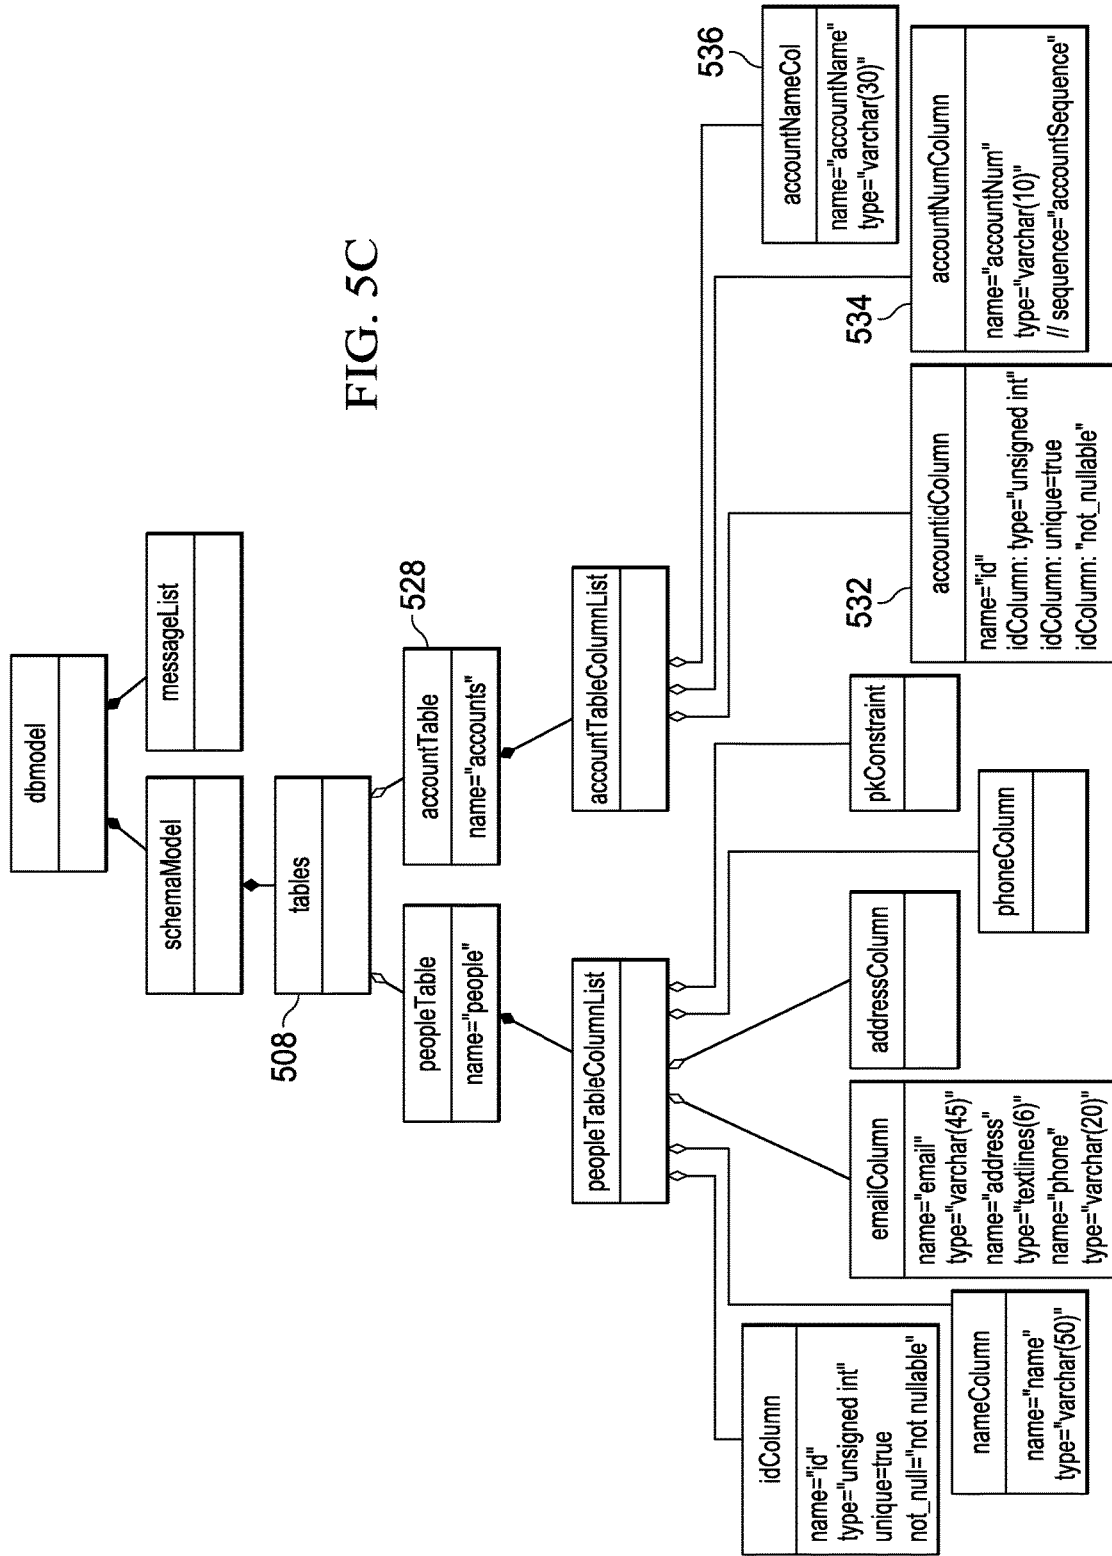 dbmodel
schemaModel
messageList
tables
508
peopleTable
name="people"
accountTable
name="accounts"
528
FIG. 5C
peopleTableColumnList
accountTableColumnList
idColumn
name="id"
type="unsigned int"
unique=true
not_null="not nullable"
nameColumn
name="name"
type="varchar(50)"
emailColumn
name="email"
type="varchar(45)"
name="address"
type="textlines(6)"
name="phone"
type="varchar(20)"
addressColumn
phoneColumn
pkConstraint
532
accountidColumn
name="id"
idColumn: type="unsigned int"
idColumn: unique=true
idColumn: "not_nullable"
534
accountNumColumn
name="accountNum"
type="varchar(10)"
// sequence="accountSequence"
536
accountNameCol
name="accountName"
type="varchar(30)"